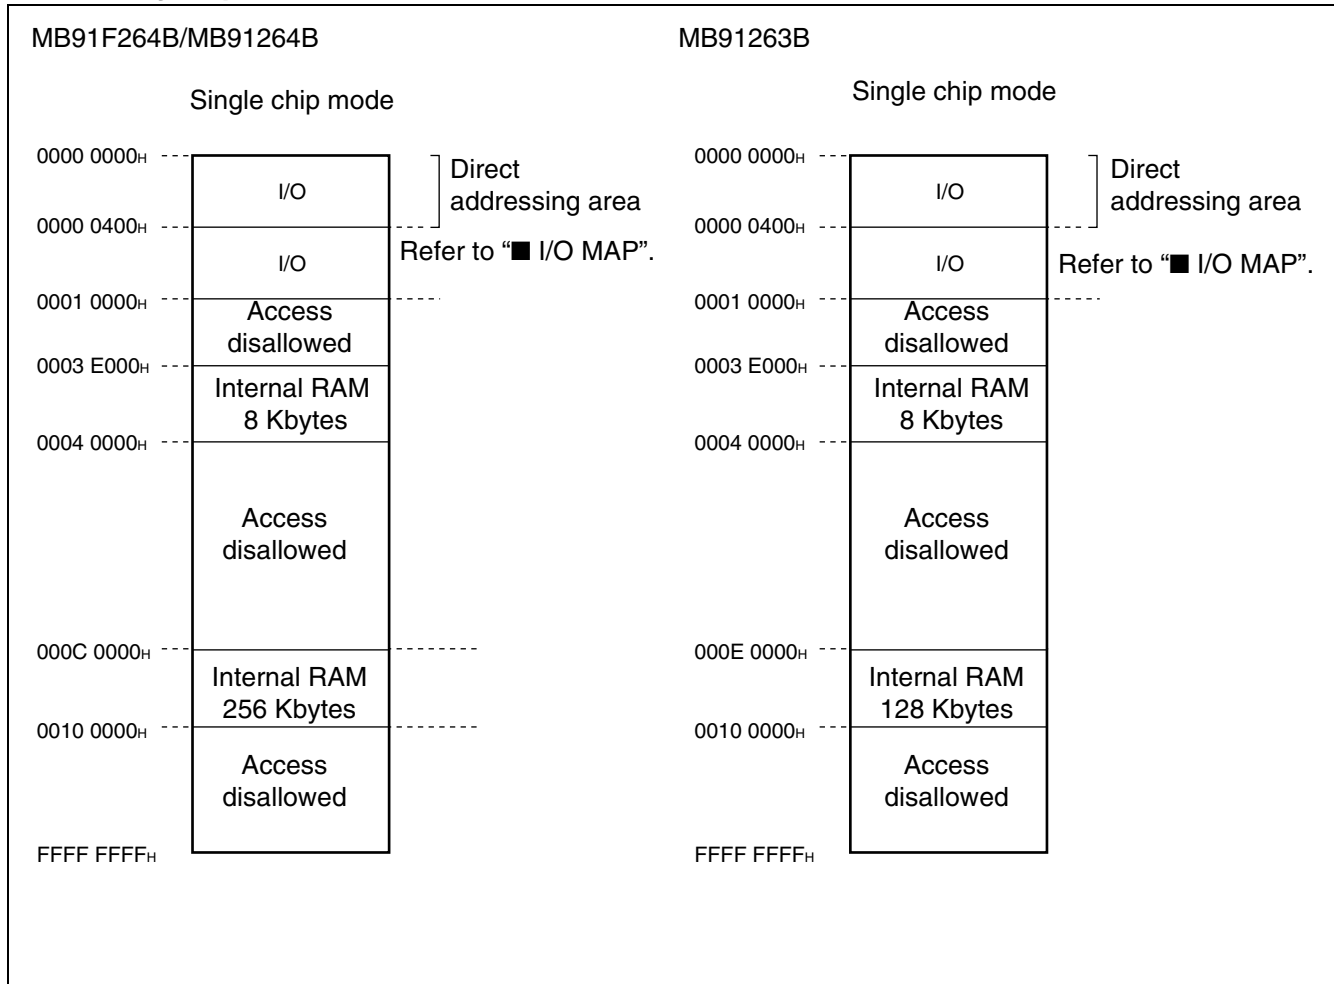 MB91F264B/MB91264B
Single chip mode
0000 0000H
I/O
Direct
addressing area
0000 0400H
I/O
Refer to “■ I/O MAP”.
0001 0000H
Access
disallowed
0003 E000H
Internal RAM
8 Kbytes
0004 0000H
Access
disallowed
000C 0000H
Internal RAM
256 Kbytes
0010 0000H
Access
disallowed
FFFF FFFFH
MB91263B
Single chip mode
0000 0000H
I/O
Direct
addressing area
0000 0400H
I/O
Refer to “■ I/O MAP”.
0001 0000H
Access
disallowed
0003 E000H
Internal RAM
8 Kbytes
0004 0000H
Access
disallowed
000E 0000H
Internal RAM
128 Kbytes
0010 0000H
Access
disallowed
FFFF FFFFH